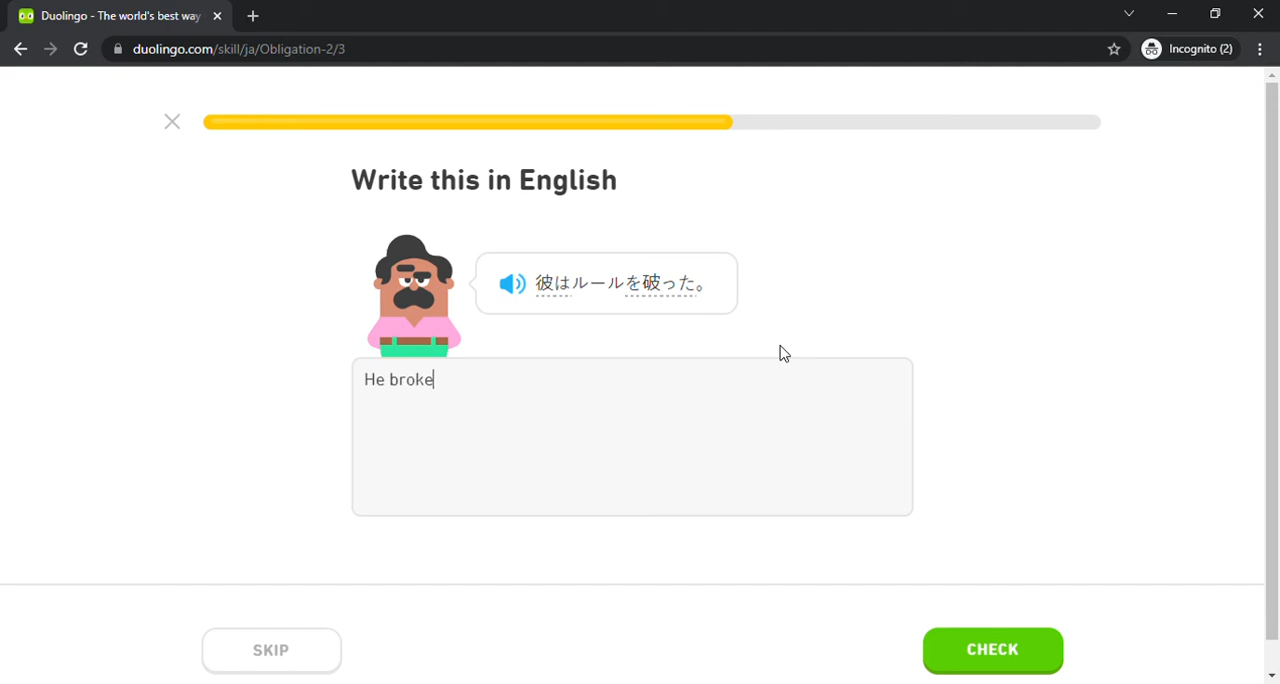 Duolingo - The world's best way
duolingo.com/skill/ja/Obligation-2/3
Incognito (2)
Write this in English
彼はルールを破った。
He broke
SKIP
CHECK